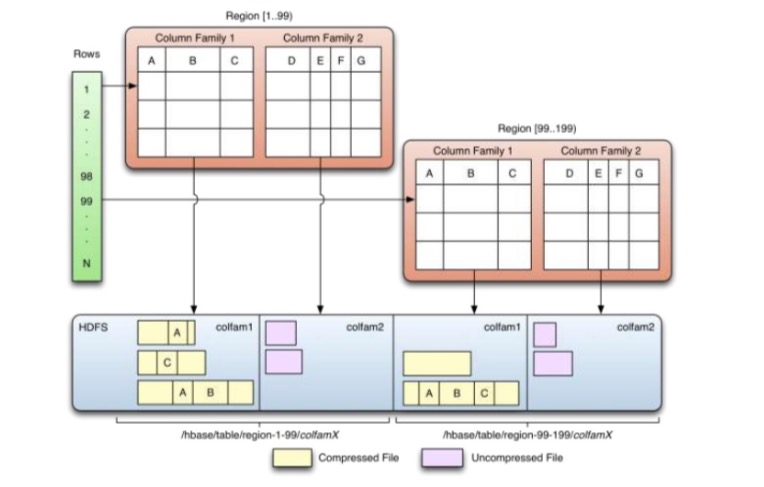 Region [1..99)
Column Family 1 Column Family 2
A B C D E F G
Rows
1
2
.
.
.
98
99
.
.
.
N
Region [99..199)
Column Family 1 Column Family 2
A B C D E F G
HDFS colfam1 colfam2 colfam1 colfam2
A
C
A B
A B C
/hbase/table/region-1-99/colfamX /hbase/table/region-99-199/colfamX
Compressed File Uncompressed File